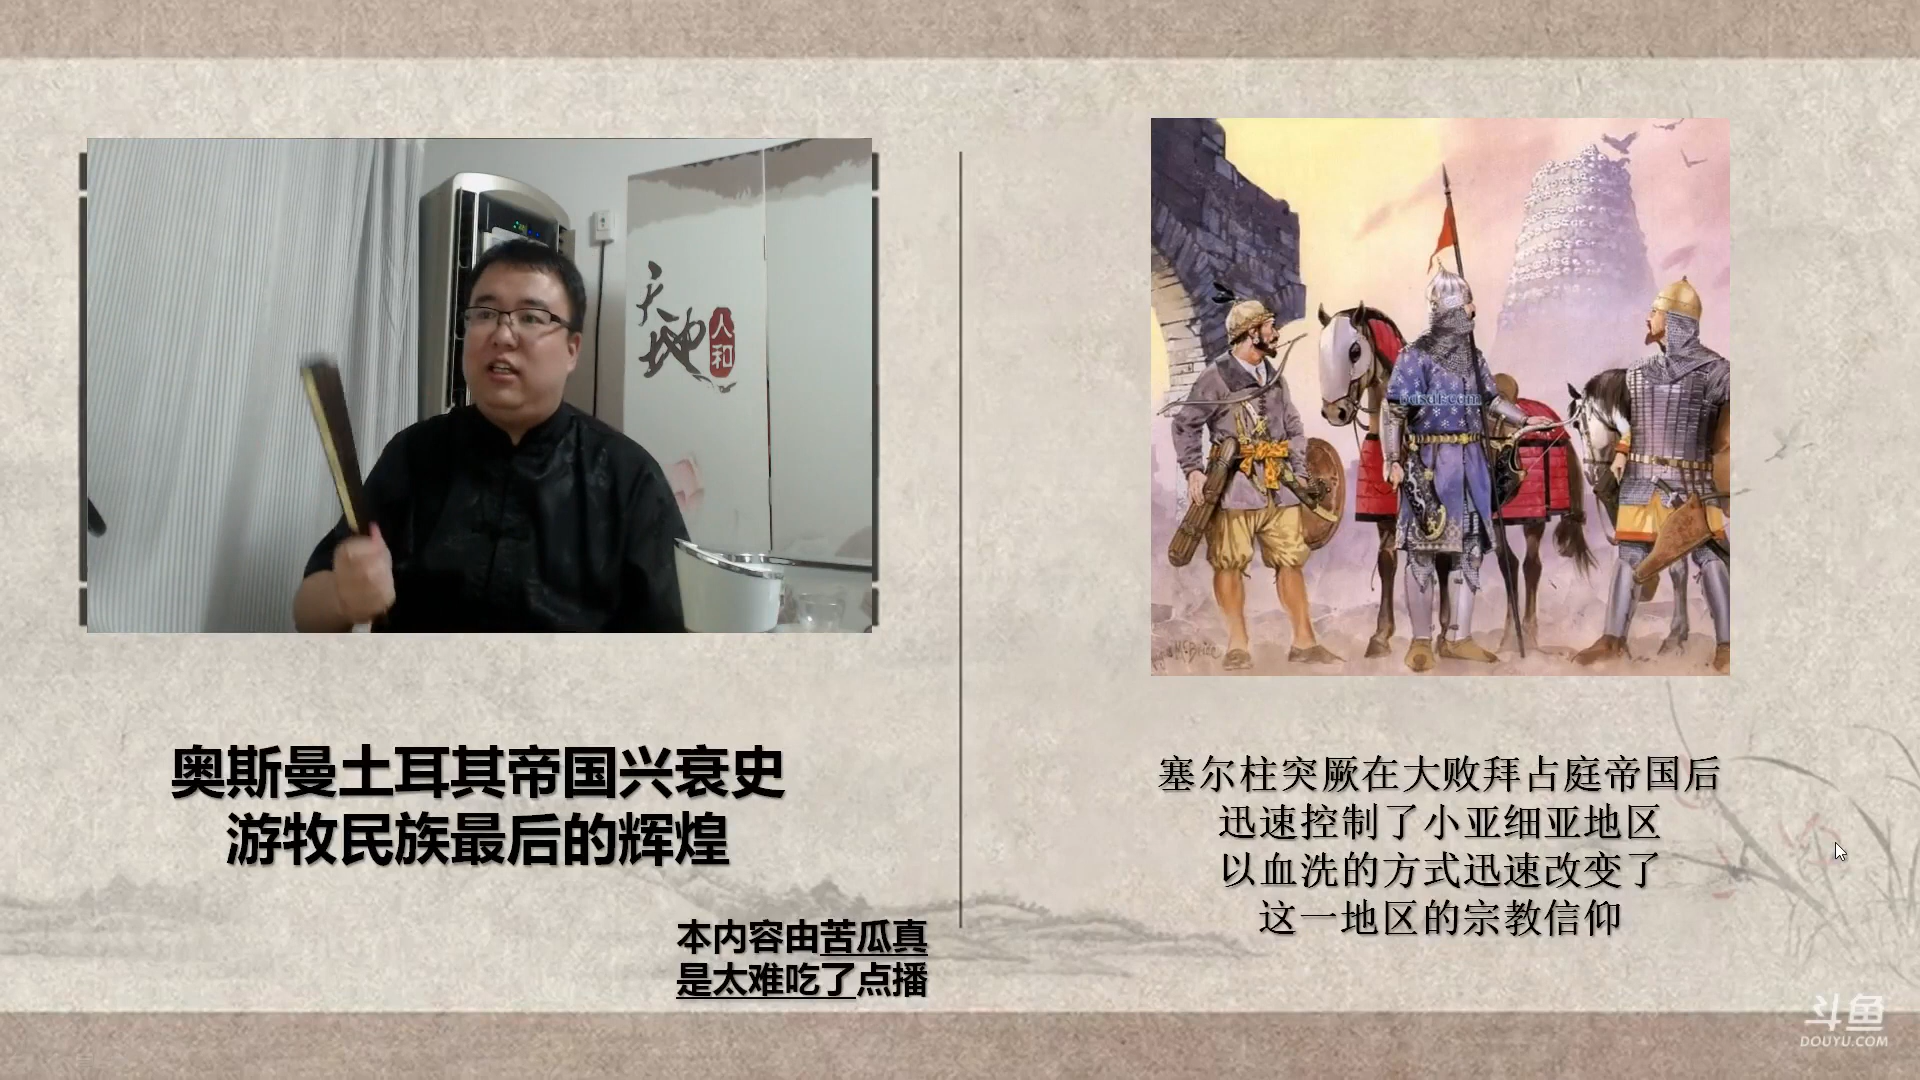 天地
人和
奥斯曼土耳其帝国兴衰史
游牧民族最后的辉煌
本内容由苦瓜真
是太难吃了点播
McBride
塞尔柱突厥在大败拜占庭帝国后
迅速控制了小亚细亚地区
以血洗的方式迅速改变了
这一地区的宗教信仰
斗鱼
DOUYU.COM